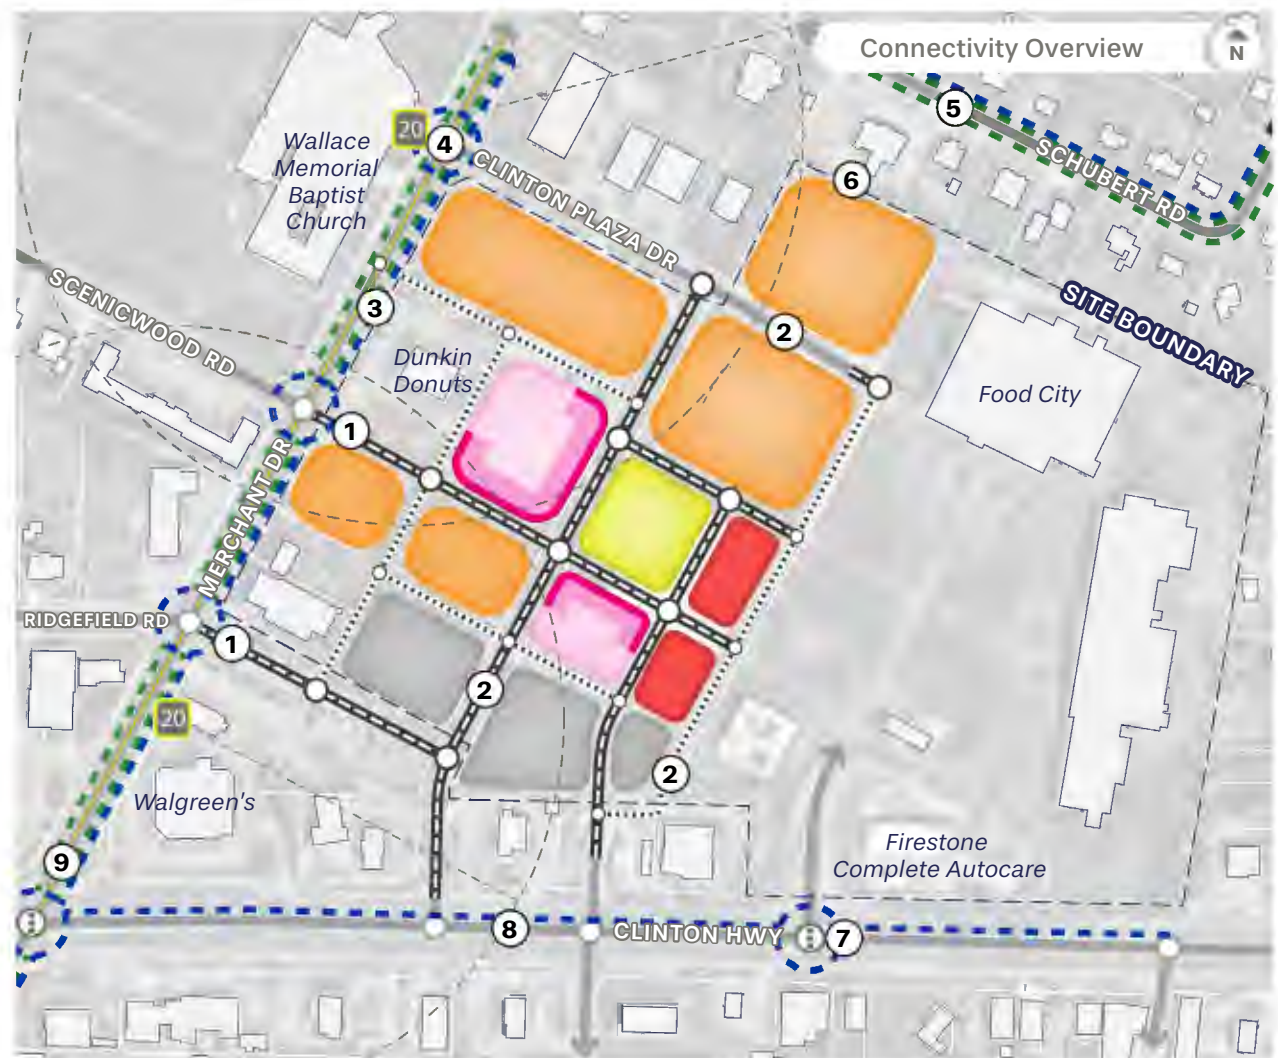 Connectivity Overview
N
5
20
4
Wallace
Memorial
Baptist
Church
CLINTON PLAZA DR
6
SCHUBERT RD
SCENICWOOD RD
3
2
SITE BOUNDARY
Dunkin
Donuts
Food City
1
MERCHANT DR
RIDGEFIELD RD
1
2
20
2
Walgreen's
Firestone
Complete Autocare
9
8
CLINTON HWY
7